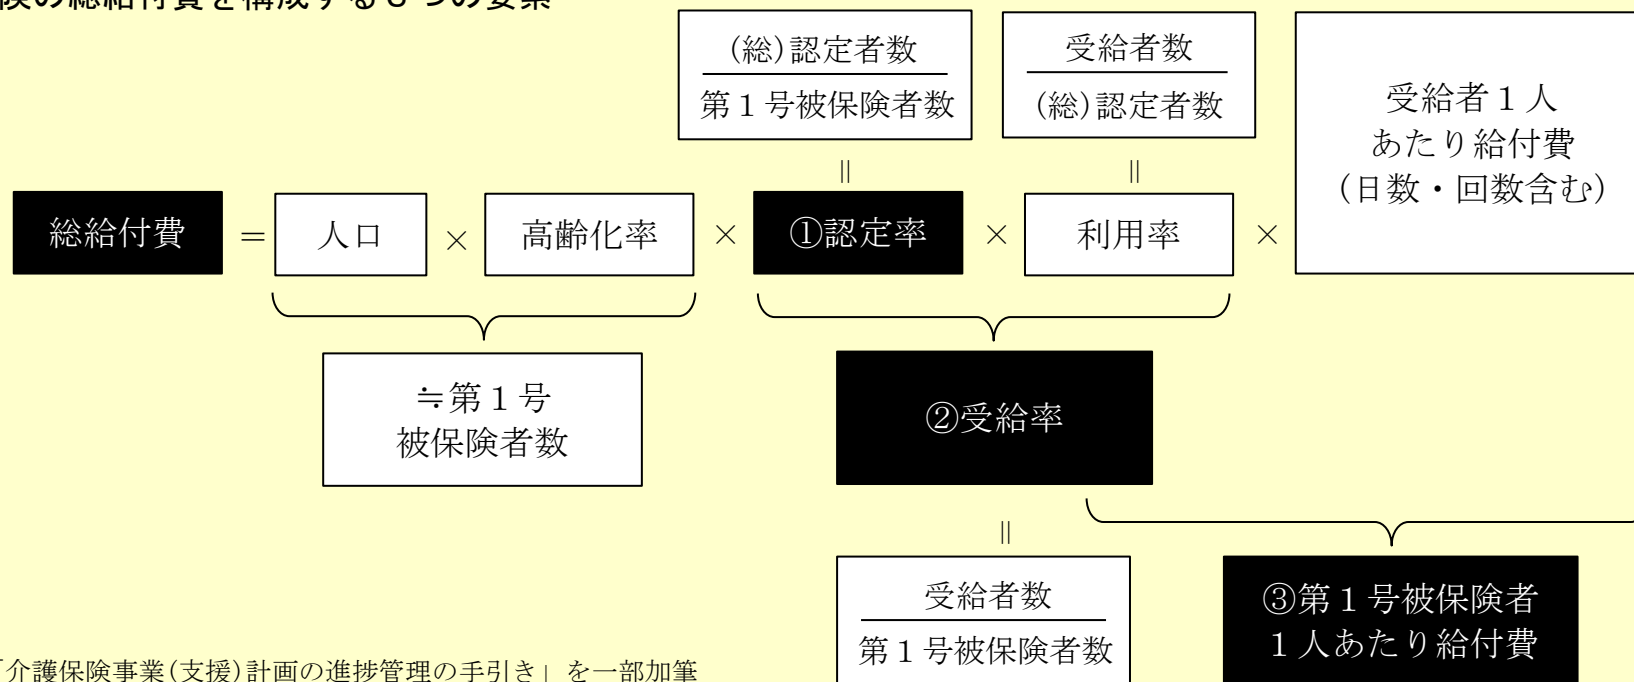 の総給付費を構成する
(総)認定者数
第１号被保険者数
受給者数
(総)認定者数
受給者１人
あたり給付費
（日数・回数含む）
＝
＝
総給付費 ＝ 人口 × 高齢化率 × ①認定率 × 利用率 ×
≒第１号
被保険者数
②受給率
＝
受給者数
第１号被保険者数
③第１号被保険者
１人あたり給付費
「介護保険事業(支援)計画の進捗管理の手引き」を一部加筆